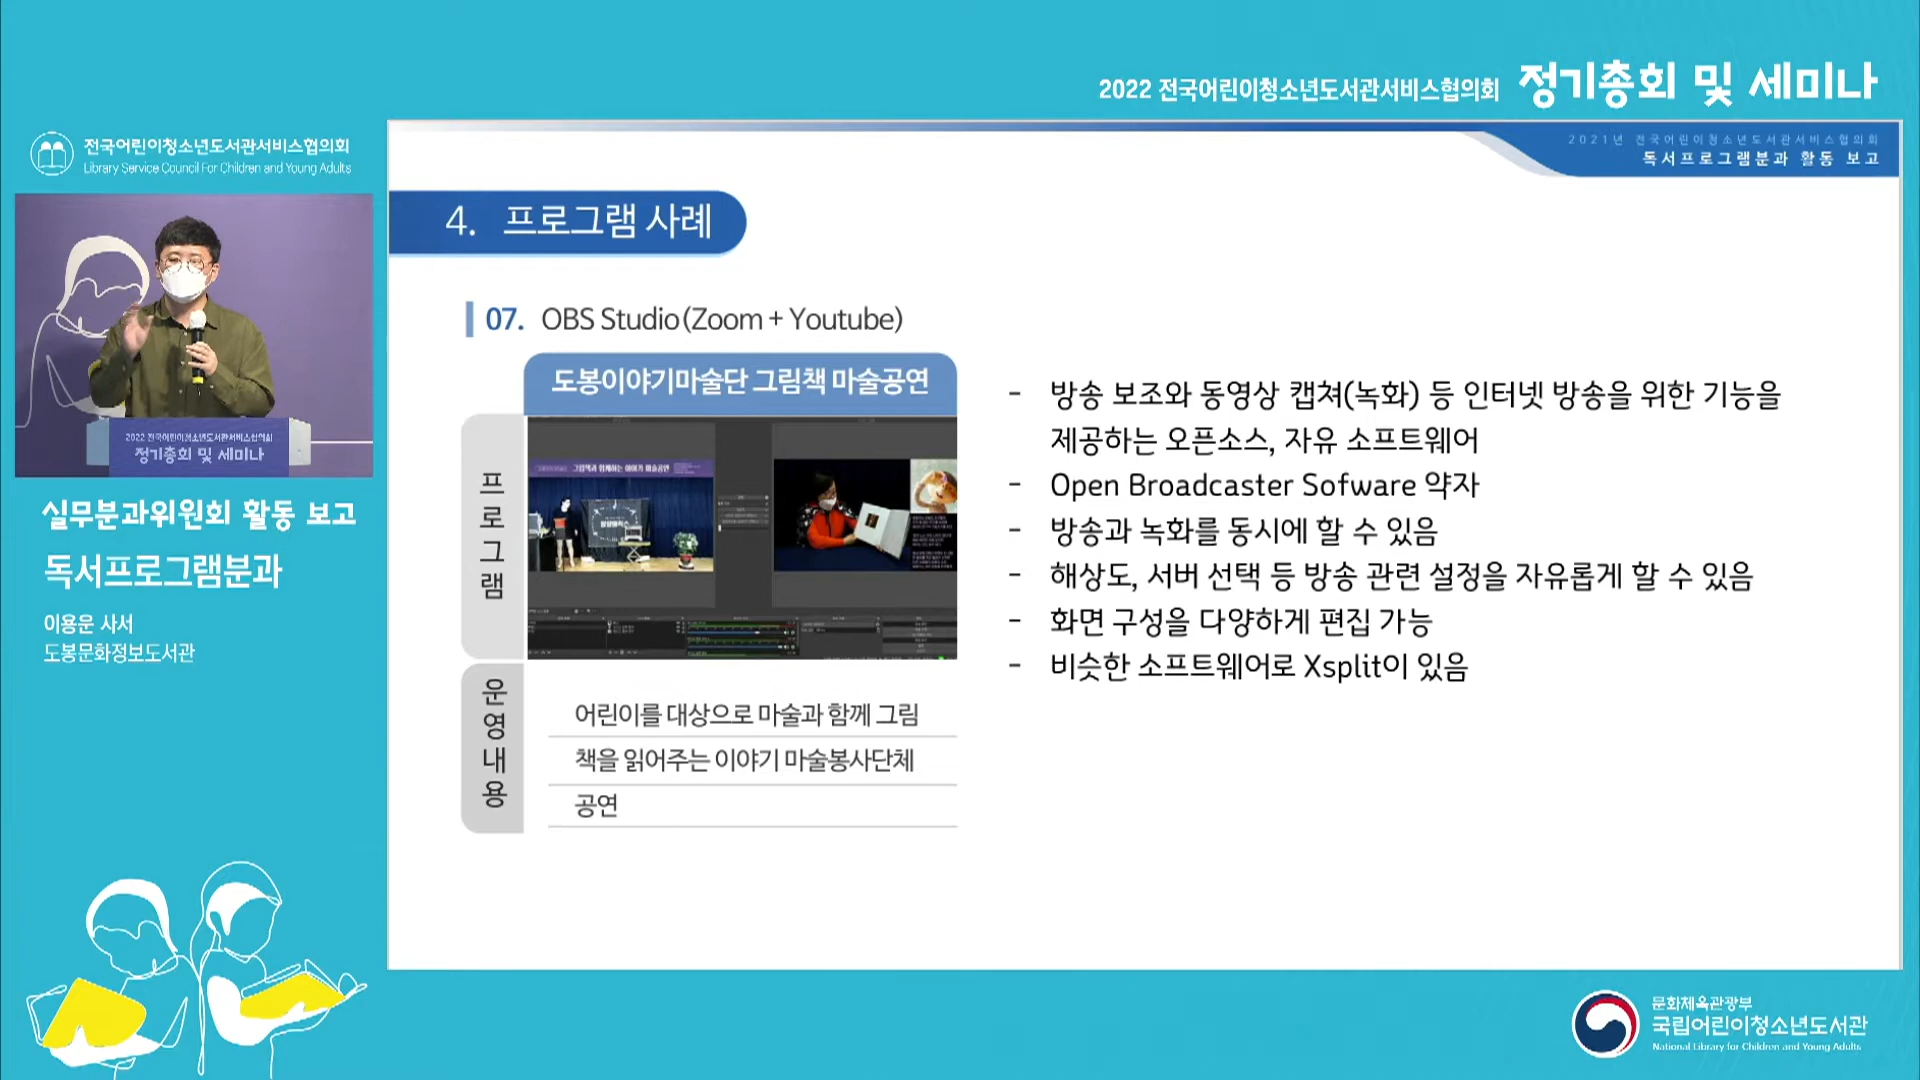 2022 전국어린이청소년도서관서비스협의회 정기총회 및 세미나
전국어린이청소년도서관서비스협의회
Library Service Council For Children and Young Adults
2022 전국어린이청소년도서관서비스협의회
정기총회 및 세미나
실무분과위원회 활동 보고
독서프로그램분과
이용운 사서
도봉문화정보도서관
2021년 전국어린이청소년도서관서비스협의회
독서프로그램분과 활동 보고
4. 프로그램 사례
07. OBS Studio(Zoom + Youtube)
도봉이야기마술단 그림책 마술공연
프로그램
그림책과 함께하는 이야기 마술공연
운영내용
어린이를 대상으로 마술과 함께 그림
책을 읽어주는 이야기 마술봉사단체
공연
- 방송 보조와 동영상 캡쳐(녹화) 등 인터넷 방송을 위한 기능을
제공하는 오픈소스, 자유 소프트웨어
- Open Broadcaster Sofware 약자
- 방송과 녹화를 동시에 할 수 있음
- 해상도, 서버 선택 등 방송 관련 설정을 자유롭게 할 수 있음
- 화면 구성을 다양하게 편집 가능
- 비슷한 소프트웨어로 Xsplit이 있음
문화체육관광부
국립어린이청소년도서관
National Library for Children and Young Adults